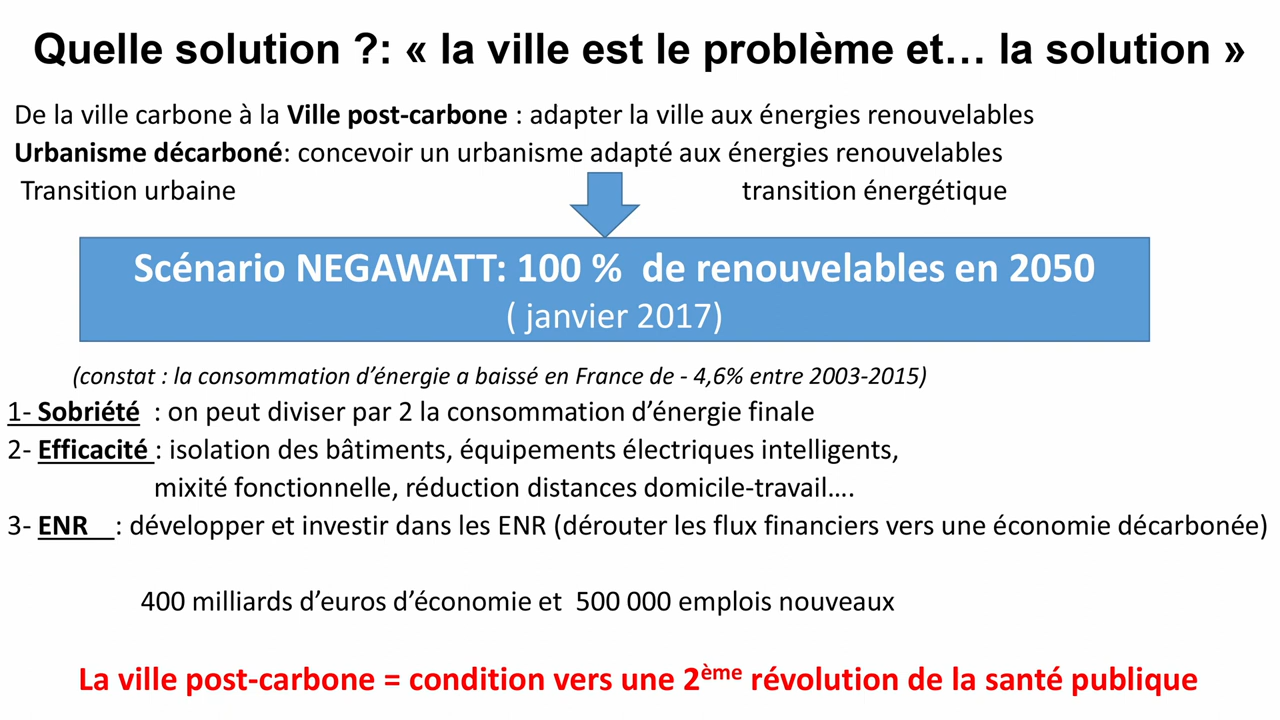 Quelle solution ?: « la ville est le problème et… la solution »
De la ville carbone à la Ville post-carbone : adapter la ville aux énergies renouvelables
Urbanisme décarboné: concevoir un urbanisme adapté aux énergies renouvelables
Transition urbaine transition énergétique
Scénario NEGAWATT: 100 % de renouvelables en 2050
( janvier 2017)
(constat : la consommation d’énergie a baissé en France de - 4,6% entre 2003-2015)
1- Sobriété : on peut diviser par 2 la consommation d’énergie finale
2- Efficacité : isolation des bâtiments, équipements électriques intelligents,
mixité fonctionnelle, réduction distances domicile-travail….
3- ENR : développer et investir dans les ENR (dérouter les flux financiers vers une économie décarbonée)
400 milliards d’euros d’économie et 500 000 emplois nouveaux
La ville post-carbone = condition vers une 2ème révolution de la santé publique